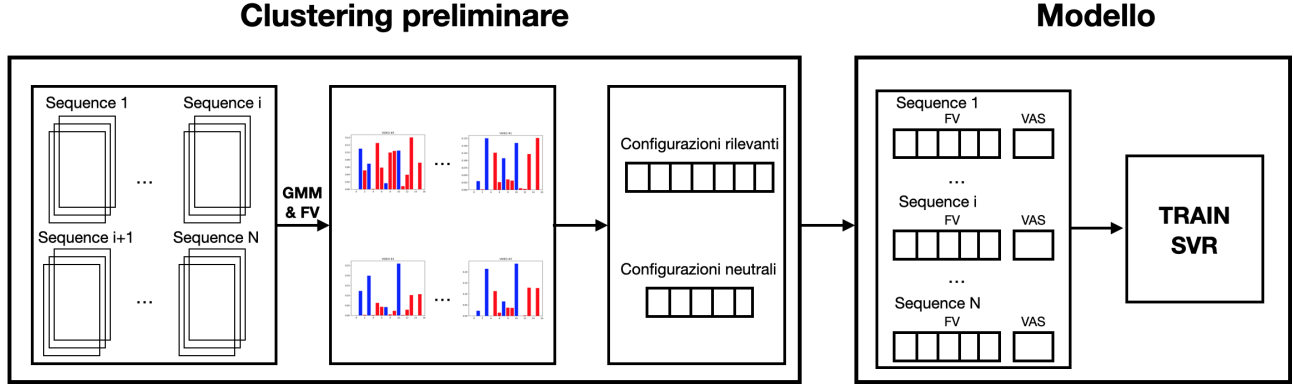 Clustering preliminare
Modello
Sequence 1
Sequence i
...
Sequence i+1
Sequence N
...
GMM
& FV
...
...
Configurazioni rilevanti
Configurazioni neutrali
Sequence 1
FV
VAS
...
Sequence i
FV
VAS
...
Sequence N
FV
VAS
TRAIN
SVR